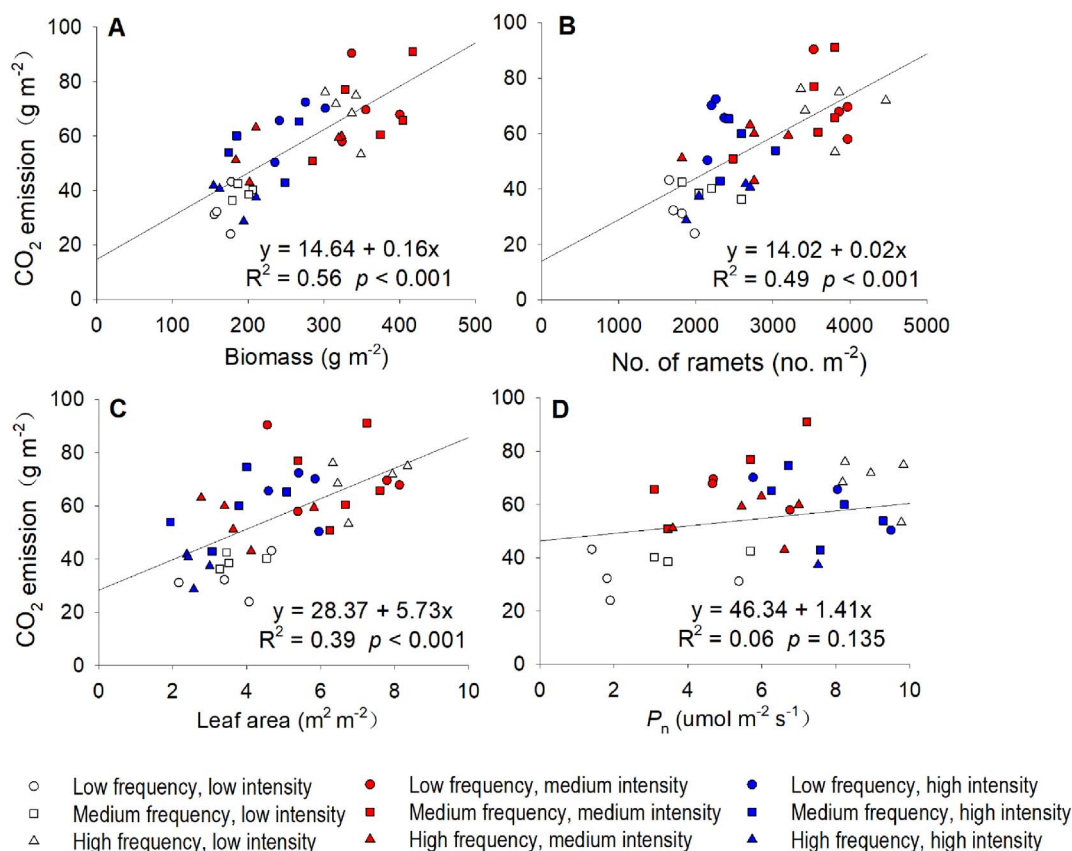 A
CO2 emission (g m-2)
100
80
60
40
20
0
y = 14.64 + 0.16x
R2 = 0.56 p < 0.001
0 100 200 300 400 500
Biomass (g m-2)
B
100
80
60
40
20
0
y = 14.02 + 0.02x
R2 = 0.49 p < 0.001
0 1000 2000 3000 4000 5000
No. of ramets (no. m-2)
C
CO2 emission (g m-2)
100
80
60
40
20
0
y = 28.37 + 5.73x
R2 = 0.39 p < 0.001
0 2 4 6 8 10
Leaf area (m2 m-2)
D
100
80
60
40
20
0
y = 46.34 + 1.41x
R2 = 0.06 p = 0.135
0 2 4 6 8 10
Pn (umol m-2 s-1)
Low frequency, low intensity
Medium frequency, low intensity
High frequency, low intensity
Low frequency, medium intensity
Medium frequency, medium intensity
High frequency, medium intensity
Low frequency, high intensity
Medium frequency, high intensity
High frequency, high intensity